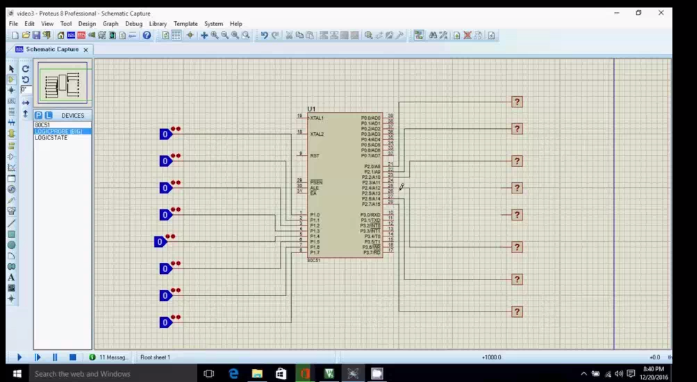 video3 - Proteus 8 Professional - Schematic Capture
File Edit View Tool Design Graph Debug Library Template System Help
Schematic Capture x
P L DEVICES
80C51
LOGICPROBE (BIG)
LOGICSTATE
U1
19 XTAL1
18 XTAL2
9 RST
29 PSEN
30 ALE
31 EA
1 P1.0
2 P1.1
3 P1.2
4 P1.3
5 P1.4
6 P1.5
7 P1.6
8 P1.7
80C51
P0.0/AD0 39
P0.1/AD1 38
P0.2/AD2 37
P0.3/AD3 36
P0.4/AD4 35
P0.5/AD5 34
P0.6/AD6 33
P0.7/AD7 32
P2.0/A8 21
P2.1/A9 22
P2.2/A10 23
P2.3/A11 24
P2.4/A12 25
P2.5/A13 26
P2.6/A14 27
P2.7/A15 28
P3.0/RXD 10
P3.1/TXD 11
P3.2/INT0 12
P3.3/INT1 13
P3.4/T0 14
P3.5/T1 15
P3.6/WR 16
P3.7/RD 17
0
0
0
0
0
0
0
0
?
?
?
?
?
?
?
?
11 Messag... Root sheet 1 +1000.0 +0.0
Search the web and Windows
8:40 PM
12/20/2016